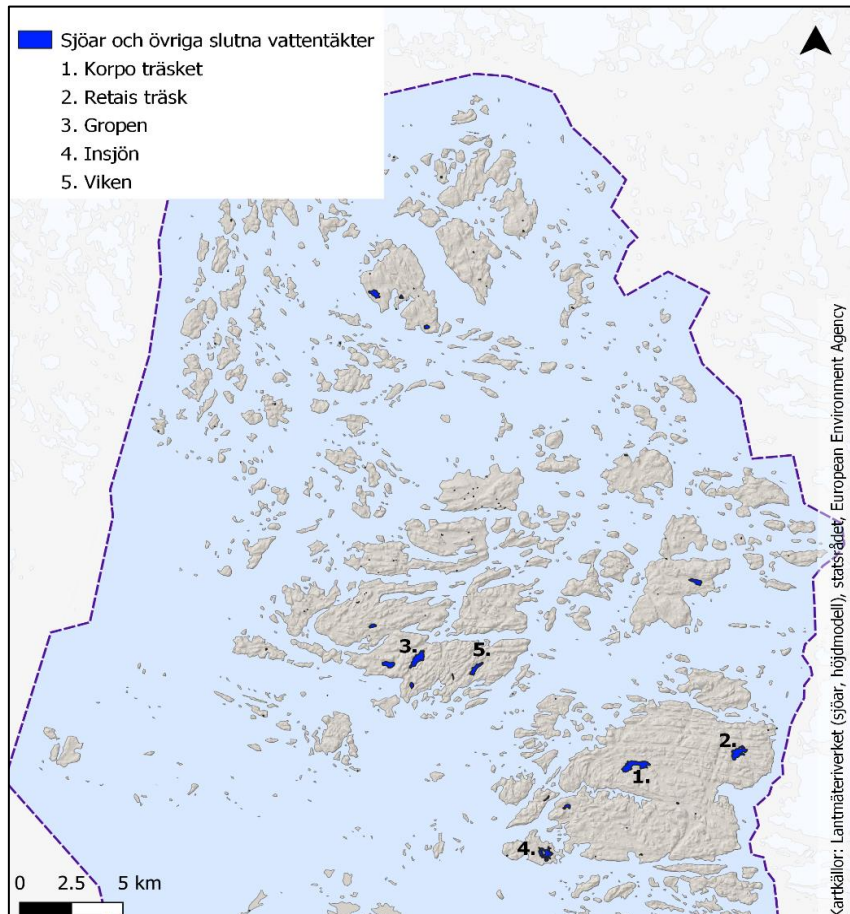 Sjöar och övriga slutna vattentäkter
1. Korpo träsket
2. Retais träsk
3. Gropen
4. Insjön
5. Viken
3.
5.
2.
1.
4.
0 2.5 5 km
Kartkällor: Lantmäteriverket (sjöar, höjdmodell), statsrådet, European Environment Agency